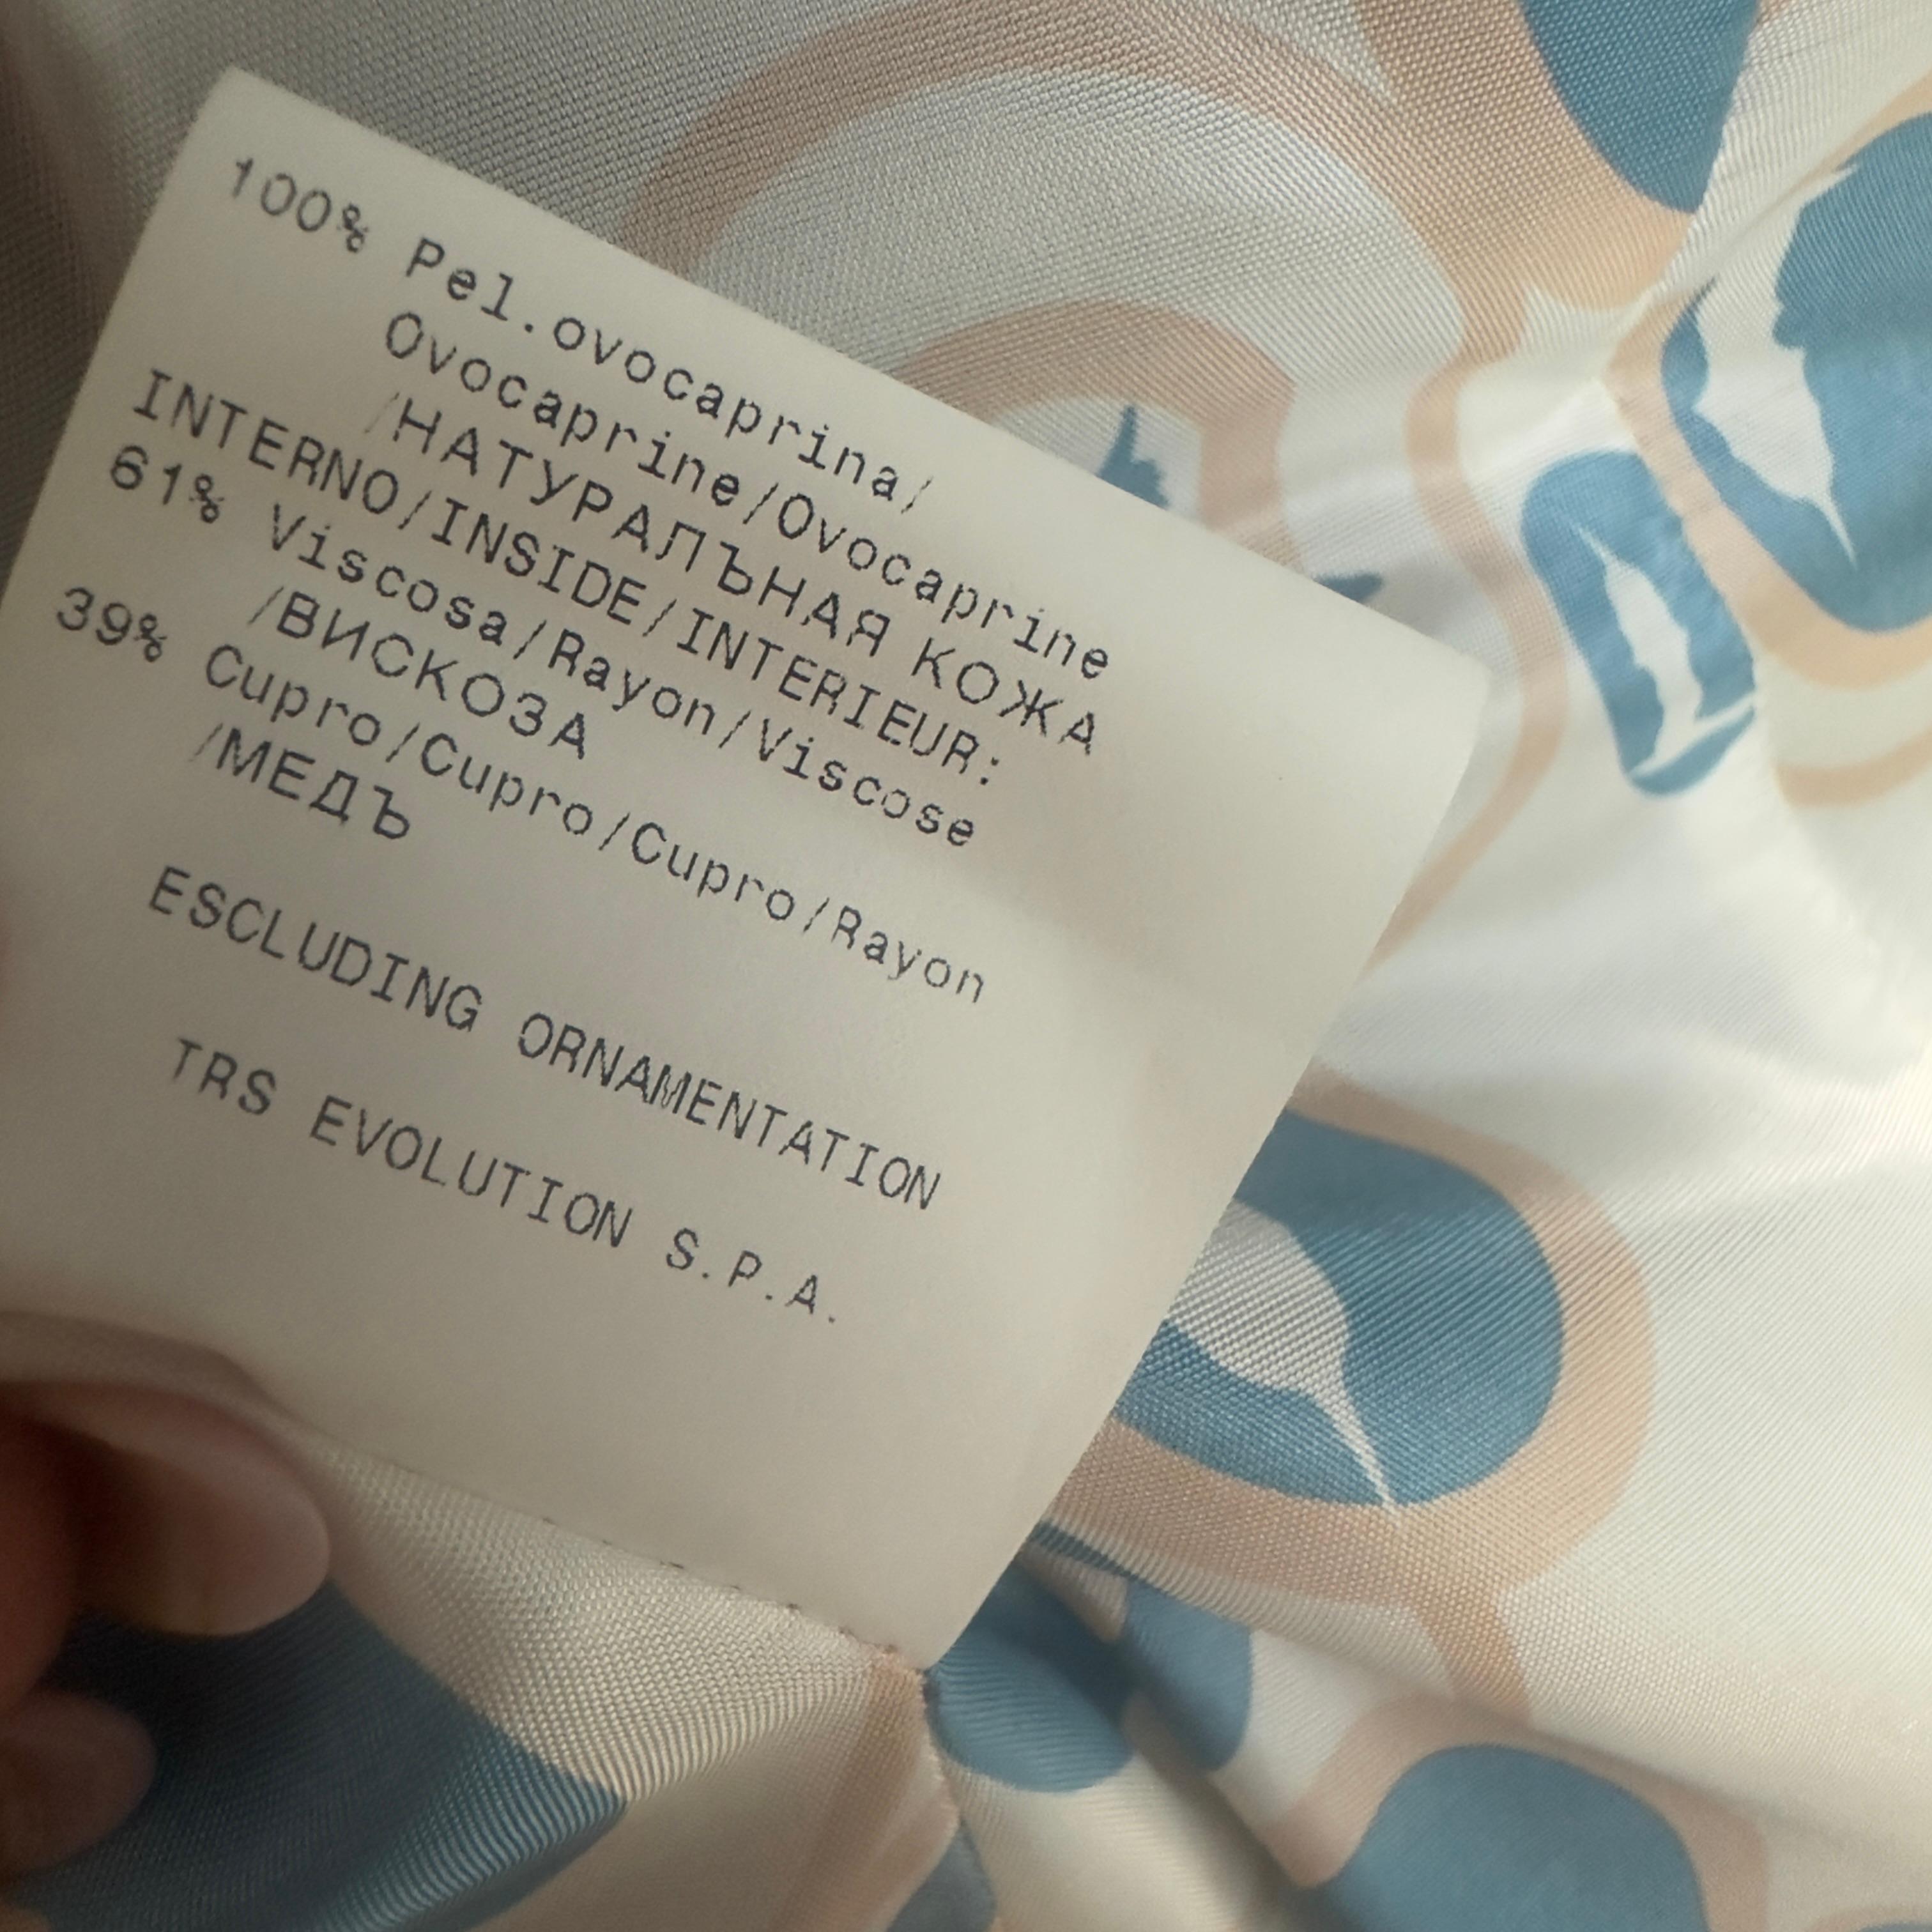 100% Pel.ovocaprina/
Ovocaprine/Ovocaprine
/НАТУРАЛЪНАЯ КОЖА
INTERNO/INSIDE/INTERIEUR:
61% Viscosa/Rayon/Viscose
/ВИСКОЗА
39% Cupro/Cupro/Cupro/Rayon
/МЕДЪ
ESCLUDING ORNAMENTATION
TRS EVOLUTION S.P.A.